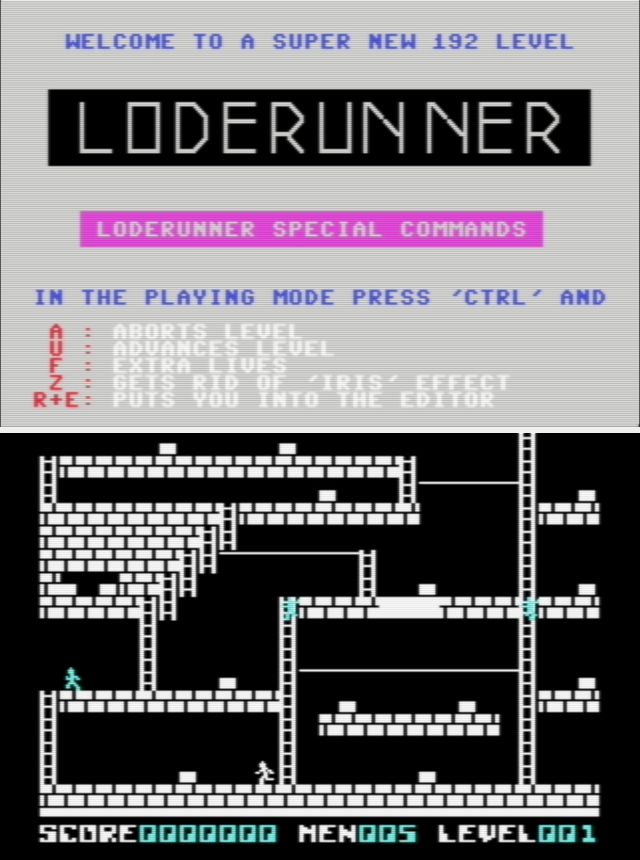 WELCOME TO A SUPER NEW 192 LEVEL
LODERUNNER
LODERUNNER SPECIAL COMMANDS
IN THE PLAYING MODE PRESS 'CTRL' AND
A : ABORTS LEVEL
U : ADVANCES LEVEL
F : EXTRA LIVES
Z : GETS RID OF 'IRIS' EFFECT
R+E: PUTS YOU INTO THE EDITOR
SCORE0000000 MEN005 LEVEL001